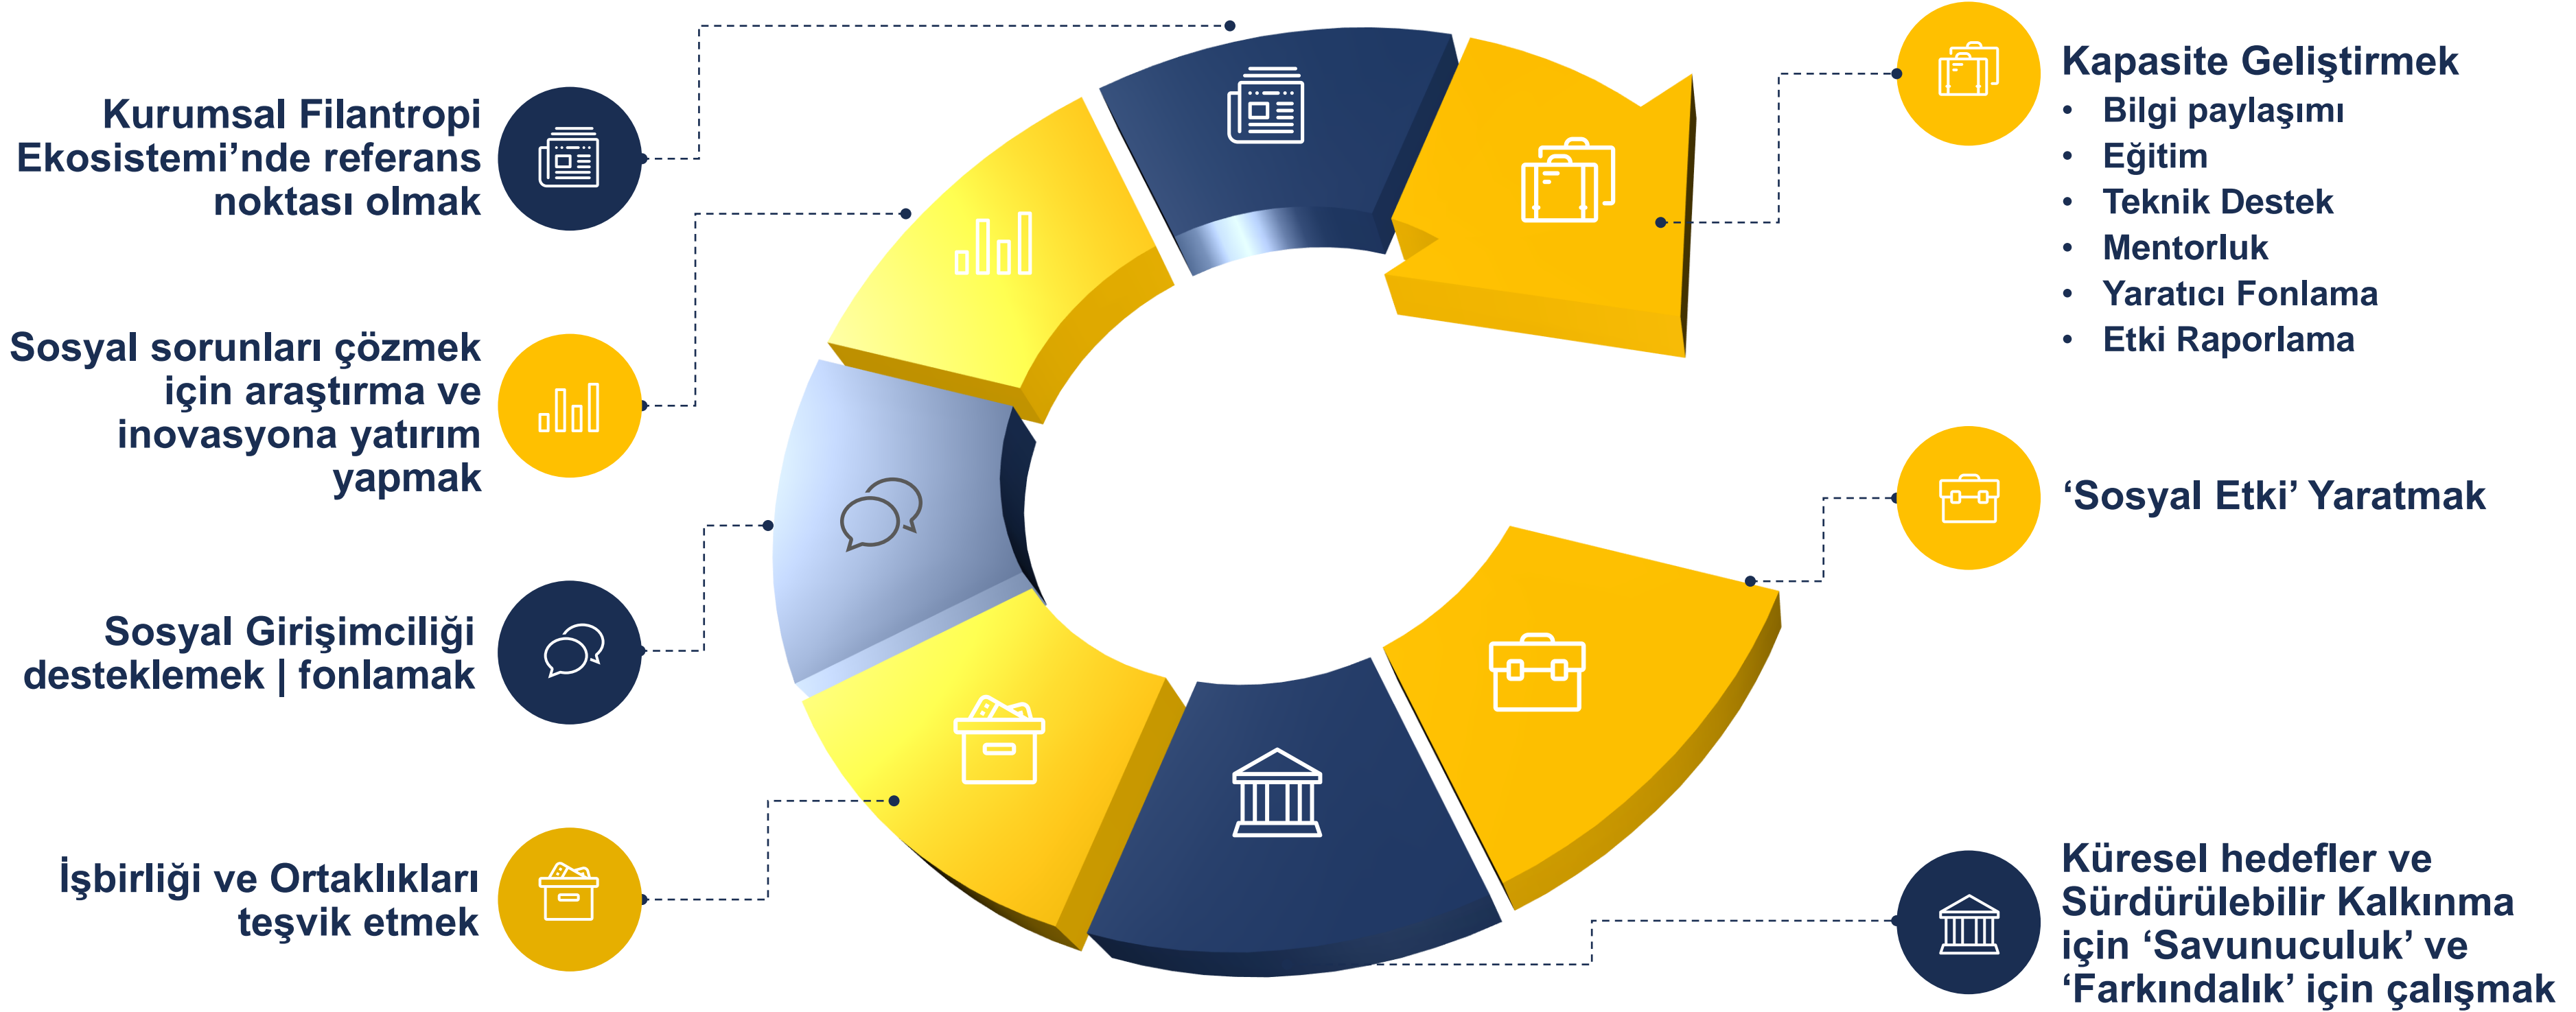 Kurumsal Filantropi
Ekosistemi’nde referans
noktası olmak
Sosyal sorunları çözmek
için araştırma ve
inovasyona yatırım
yapmak
Sosyal Girişimciliği
desteklemek | fonlamak
İşbirliği ve Ortaklıkları
teşvik etmek
Kapasite Geliştirmek
• Bilgi paylaşımı
• Eğitim
• Teknik Destek
• Mentorluk
• Yaratıcı Fonlama
• Etki Raporlama
‘Sosyal Etki’ Yaratmak
Küresel hedefler ve
Sürdürülebilir Kalkınma
için ‘Savunuculuk’ ve
‘Farkındalık’ için çalışmak